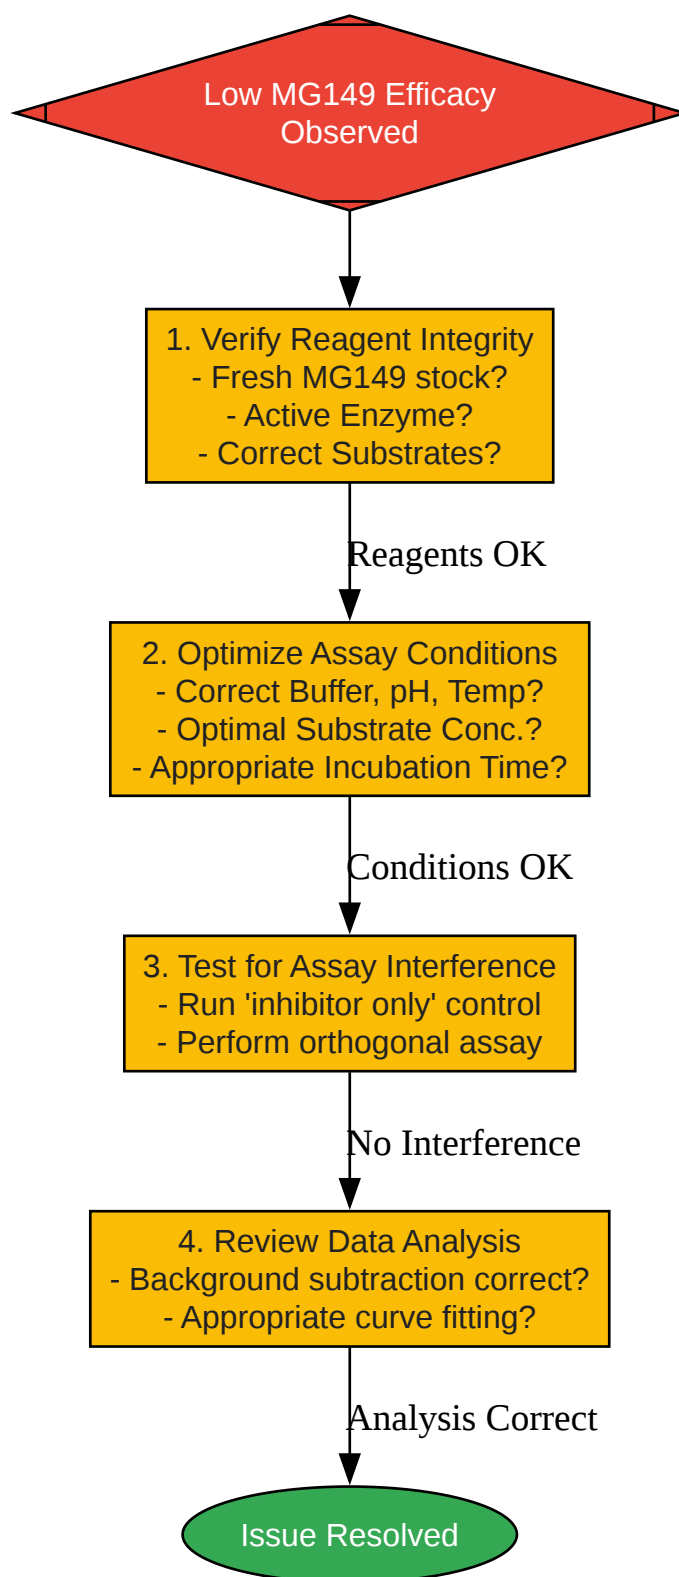 Low MG149 Efficacy
Observed
1. Verify Reagent Integrity
- Fresh MG149 stock?
- Active Enzyme?
- Correct Substrates?
Reagents OK
2. Optimize Assay Conditions
- Correct Buffer, pH, Temp?
- Optimal Substrate Conc.?
- Appropriate Incubation Time?
Conditions OK
3. Test for Assay Interference
- Run 'inhibitor only' control
- Perform orthogonal assay
No Interference
4. Review Data Analysis
- Background subtraction correct?
- Appropriate curve fitting?
Analysis Correct
Issue Resolved